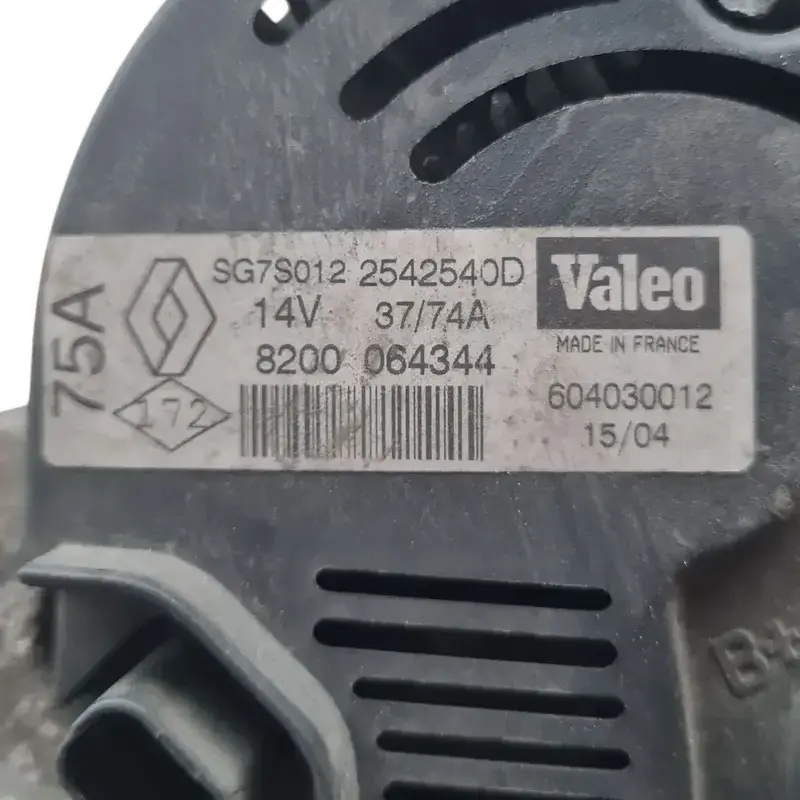 75A
SG7S012 2542540D
14V 37/74A
8200 064344
172
Valeo
MADE IN FRANCE
604030012
15/04
B+